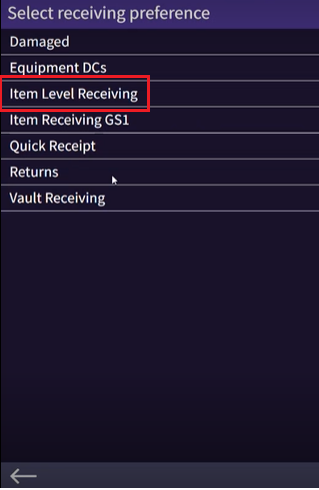 Select receiving preference
Damaged
Equipment DCs
Item Level Receiving
Item Receiving GS1
Quick Receipt
Returns
Vault Receiving